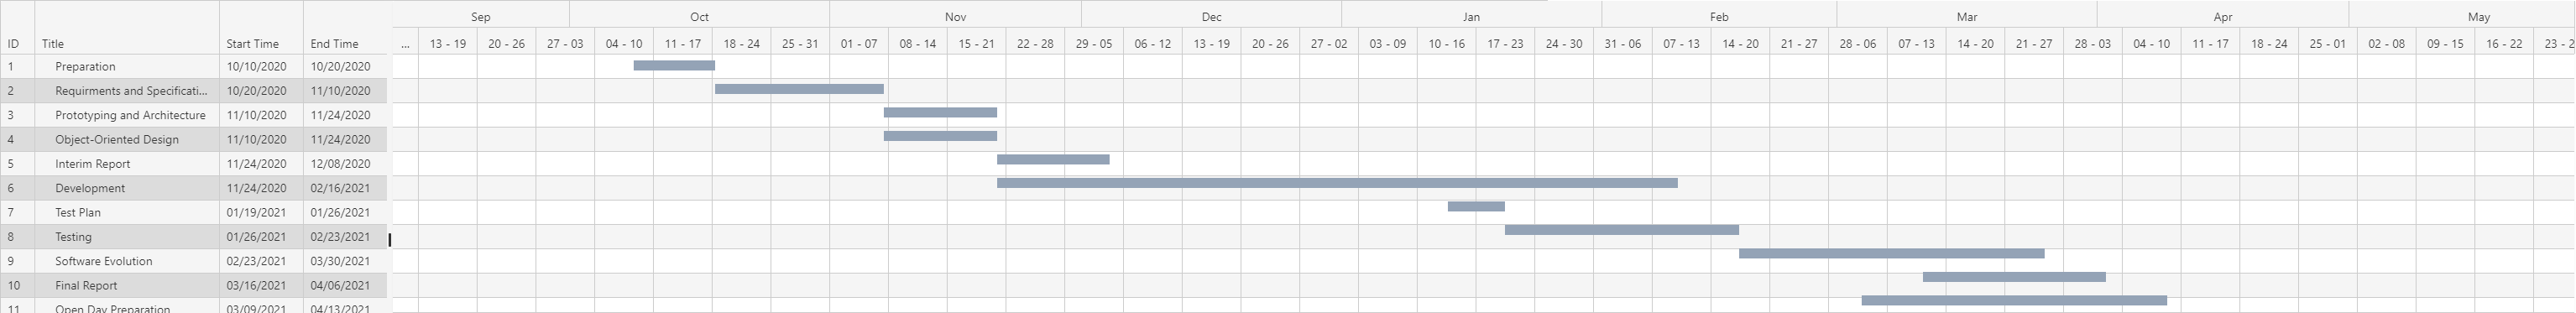 Sep Oct Nov Dec Jan Feb Mar Apr May
ID Title Start Time End Time ... 13 - 19 20 - 26 27 - 03 04 - 10 11 - 17 18 - 24 25 - 31 01 - 07 08 - 14 15 - 21 22 - 28 29 - 05 06 - 12 13 - 19 20 - 26 27 - 02 03 - 09 10 - 16 17 - 23 24 - 30 31 - 06 07 - 13 14 - 20 21 - 27 28 - 06 07 - 13 14 - 20 21 - 27 28 - 03 04 - 10 11 - 17 18 - 24 25 - 01 02 - 08 09 - 15 16 - 22 23 - 2
1 Preparation 10/10/2020 10/20/2020
2 Requirments and Specificati... 10/20/2020 11/10/2020
3 Prototyping and Architecture 11/10/2020 11/24/2020
4 Object-Oriented Design 11/10/2020 11/24/2020
5 Interim Report 11/24/2020 12/08/2020
6 Development 11/24/2020 02/16/2021
7 Test Plan 01/19/2021 01/26/2021
8 Testing 01/26/2021 02/23/2021
9 Software Evolution 02/23/2021 03/30/2021
10 Final Report 03/16/2021 04/06/2021
11 Open Day Preparation 03/09/2021 04/13/2021